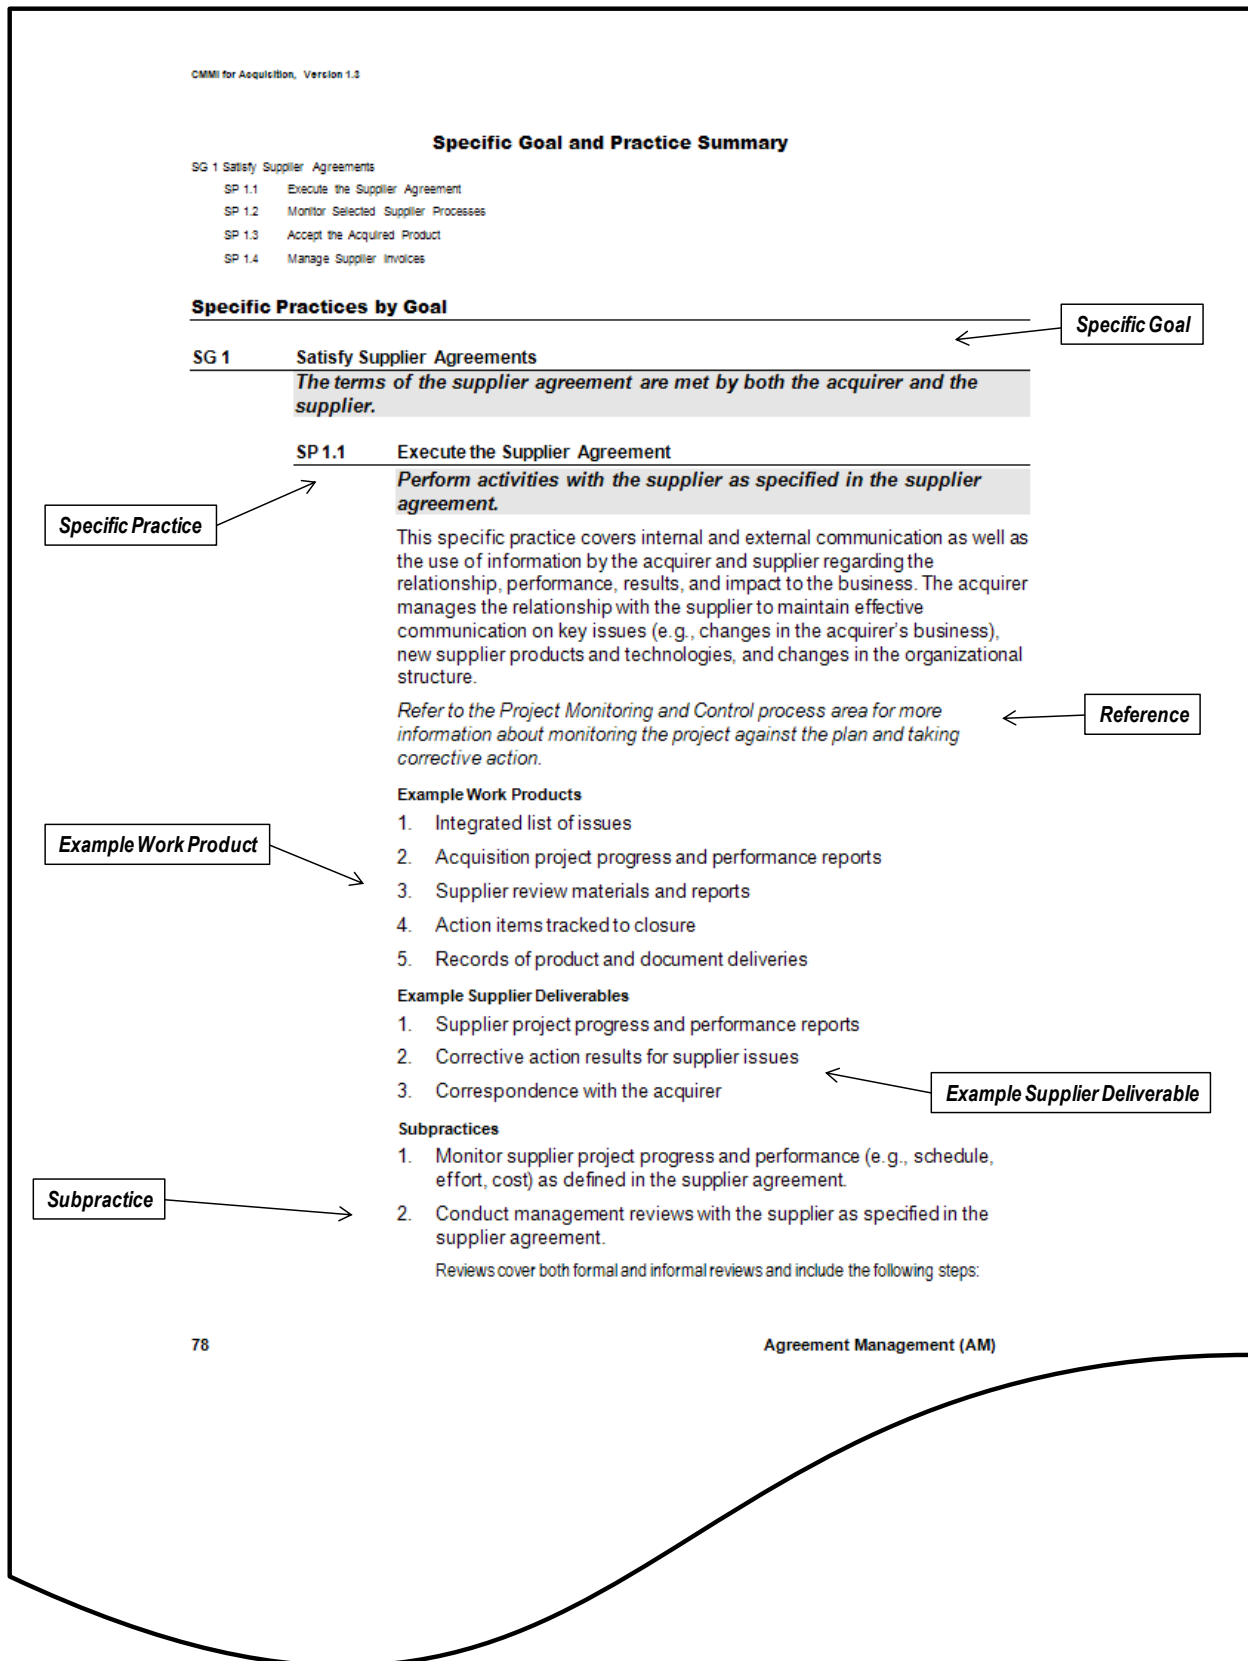 CMMI for Acquisition, Version 1.3
Specific Goal and Practice Summary
SG 1 Satisfy Supplier Agreements
SP 1.1 Execute the Supplier Agreement
SP 1.2 Monitor Selected Supplier Processes
SP 1.3 Accept the Acquired Product
SP 1.4 Manage Supplier Invoices
Specific Practices by Goal
Specific Goal
SG 1 Satisfy Supplier Agreements
The terms of the supplier agreement are met by both the acquirer and the
supplier.
SP 1.1 Execute the Supplier Agreement
Perform activities with the supplier as specified in the supplier
agreement.
Specific Practice
This specific practice covers internal and external communication as well as
the use of information by the acquirer and supplier regarding the
relationship, performance, results, and impact to the business. The acquirer
manages the relationship with the supplier to maintain effective
communication on key issues (e.g., changes in the acquirer's business),
new supplier products and technologies, and changes in the organizational
structure.
Refer to the Project Monitoring and Control process area for more
information about monitoring the project against the plan and taking
corrective action.
Reference
Example Work Products
1. Integrated list of issues
Example Work Product
2. Acquisition project progress and performance reports
3. Supplier review materials and reports
4. Action items tracked to closure
5. Records of product and document deliveries
Example Supplier Deliverables
1. Supplier project progress and performance reports
2. Corrective action results for supplier issues
3. Correspondence with the acquirer
Example Supplier Deliverable
Subpractices
1. Monitor supplier project progress and performance (e.g., schedule,
effort, cost) as defined in the supplier agreement.
Subpractice
2. Conduct management reviews with the supplier as specified in the
supplier agreement.
Reviews cover both formal and informal reviews and include the following steps:
78 Agreement Management (AM)